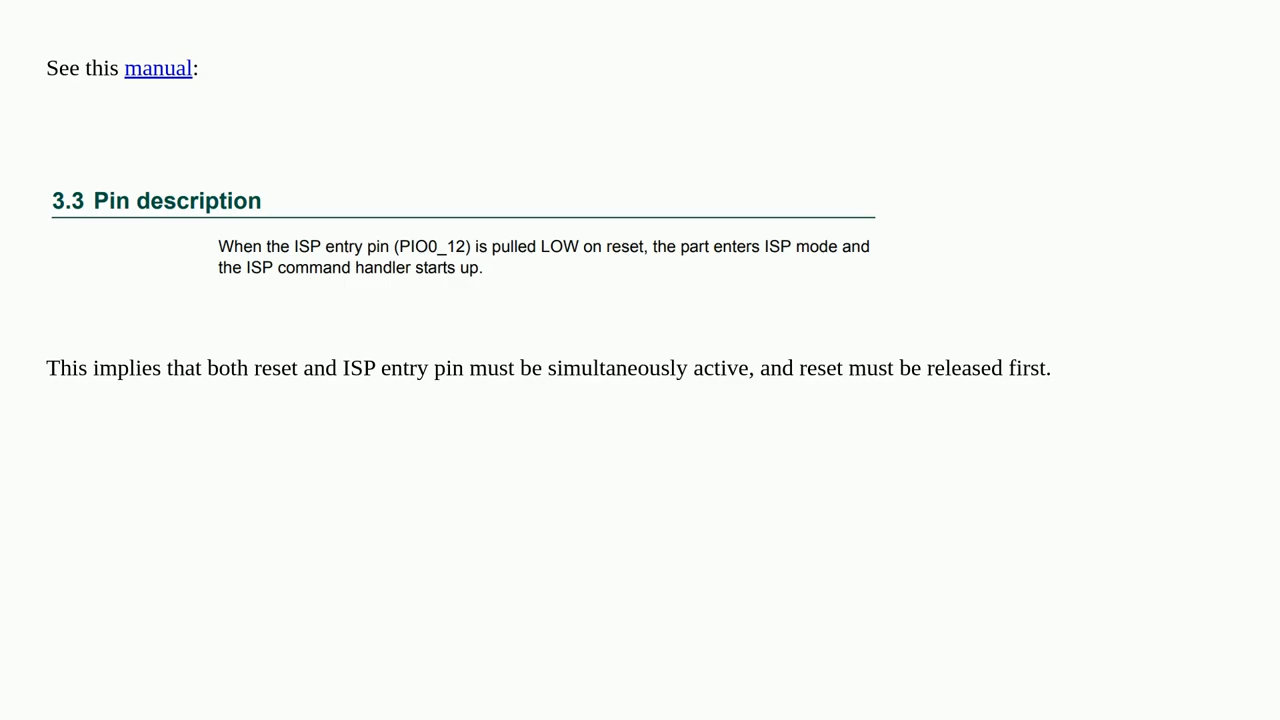 See this manual:
3.3 Pin description
When the ISP entry pin (PIO0_12) is pulled LOW on reset, the part enters ISP mode and
the ISP command handler starts up.
This implies that both reset and ISP entry pin must be simultaneously active, and reset must be released first.